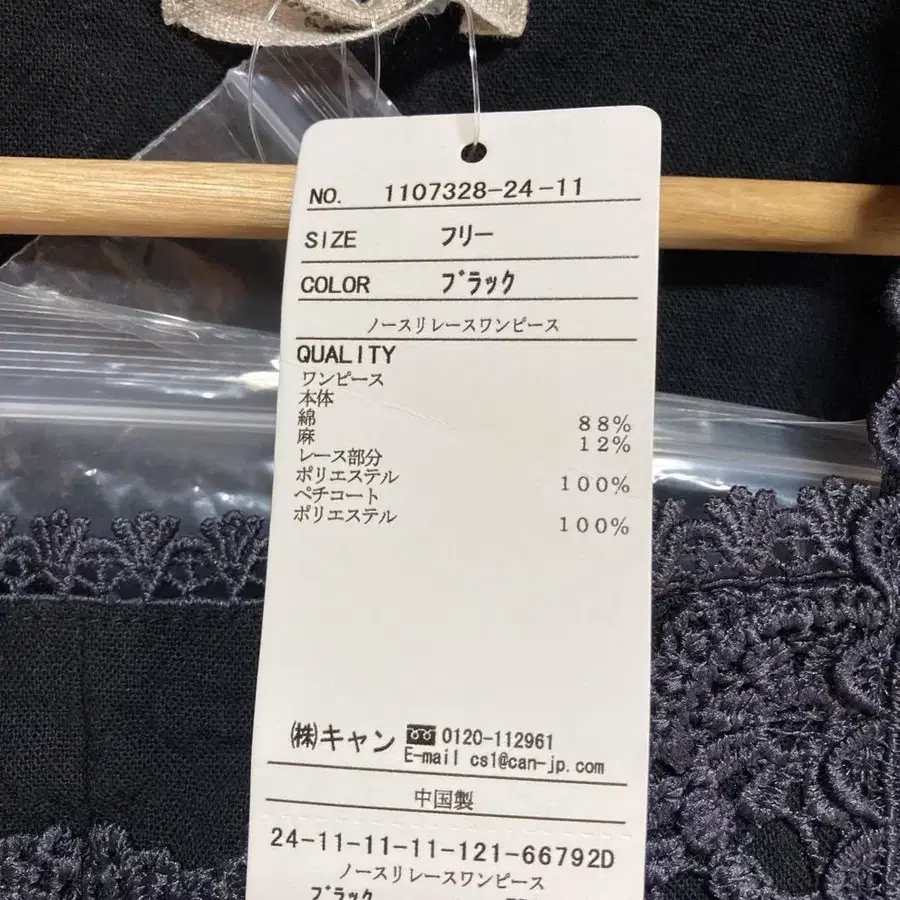 NO. 1107328-24-11
SIZE フリー
COLOR ブラック
ノースリレースワンピース
QUALITY
ワンピース
本体
綿 88%
麻 12%
レース部分
ポリエステル 100%
ペチコート
ポリエステル 100%
㈱キャン 0120-112961
E-mail cs1@can-jp.com
中国製
24-11-11-11-121-66792D
ノースリレースワンピース
ブラック